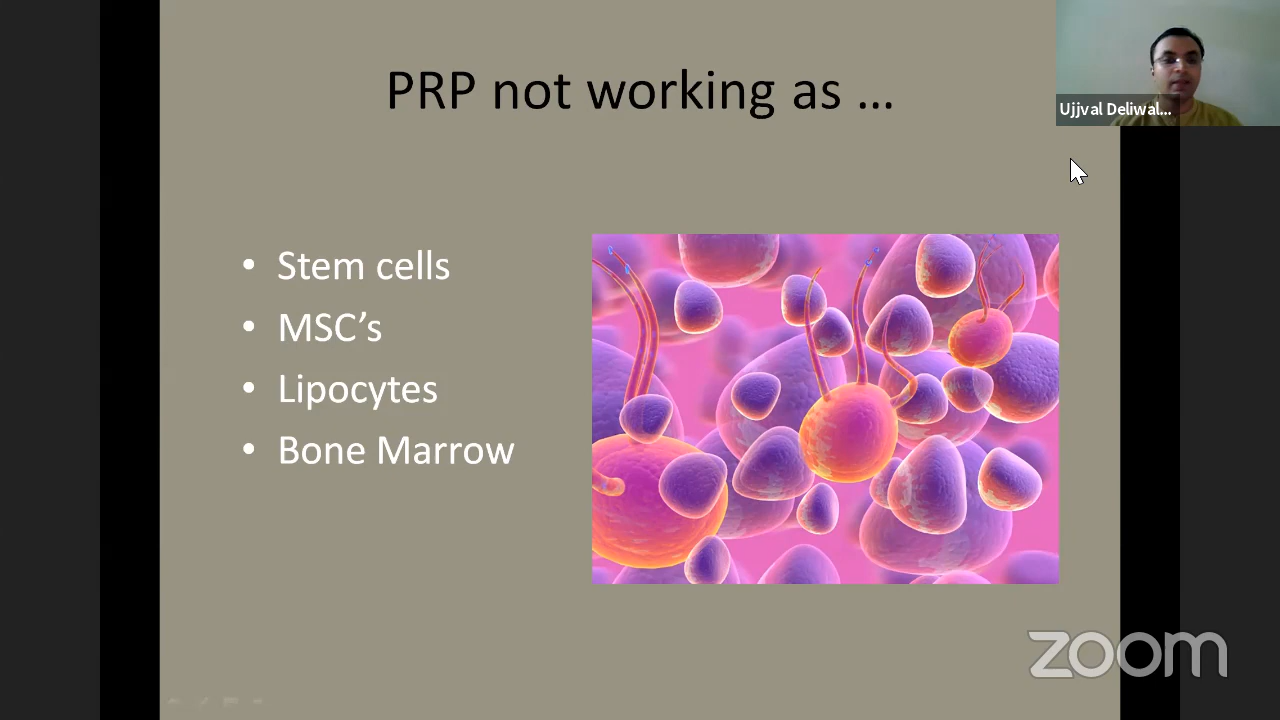 PRP not working as ...
Ujjval Deliwal...
• Stem cells
• MSC’s
• Lipocytes
• Bone Marrow
zoom